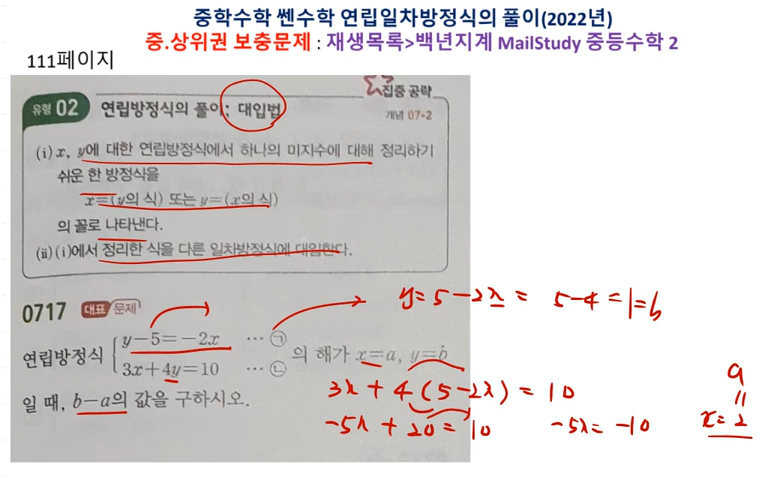 중학수학 쎈수학 연립일차방정식의 풀이(2022년)
중.상위권 보충문제 : 재생목록>백년지계 MailStudy 중등수학 2
111페이지
집중 공략
유형 02 연립방정식의 풀이; 대입법
개념 07-2
(i) x, y에 대한 연립방정식에서 하나의 미지수에 대해 정리하기
쉬운 한 방정식을
x=(y의 식) 또는 y=(x의 식)
의 꼴로 나타낸다.
(ii) (i)에서 정리한 식을 다른 일차방정식에 대입한다.
y=5-2x= 5-4=1=b
0717 대표 문제
y-5=-2x ⋯ ㉠
연립방정식 의 해가 x=a, y=b
3x+4y=10 ⋯ ㉡
일 때, b-a의 값을 구하시오.
3x+4(5-2x)=10
-5x+20=10 -5x=-10
a
=
x=2